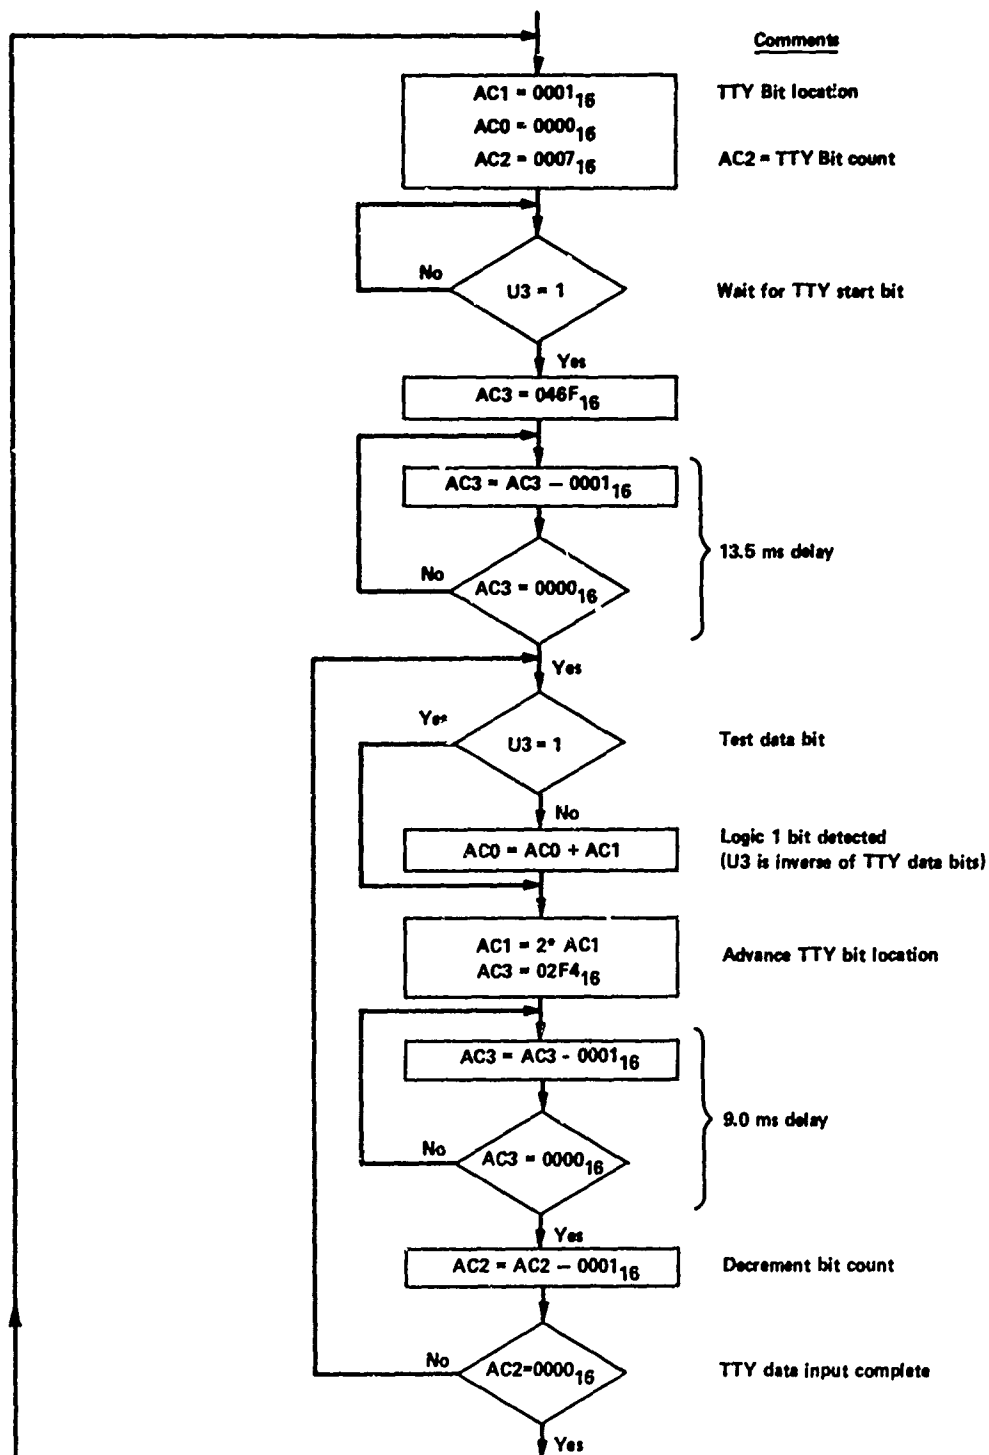 Comments
AC1 = 0001₁₆
TTY Bit location
AC0 = 0000₁₆
AC2 = 0007₁₆
AC2 = TTY Bit count
No
U3 = 1
Wait for TTY start bit
Yes
AC3 = 046F₁₆
AC3 = AC3 – 0001₁₆
13.5 ms delay
No
AC3 = 0000₁₆
Yes
Yes
U3 = 1
Test data bit
No
AC0 = AC0 + AC1
Logic 1 bit detected
(U3 is inverse of TTY data bits)
AC1 = 2* AC1
AC3 = 02F4₁₆
Advance TTY bit location
AC3 = AC3 - 0001₁₆
9.0 ms delay
No
AC3 = 0000₁₆
Yes
AC2 = AC2 – 0001₁₆
Decrement bit count
No
AC2=0000₁₆
TTY data input complete
Yes